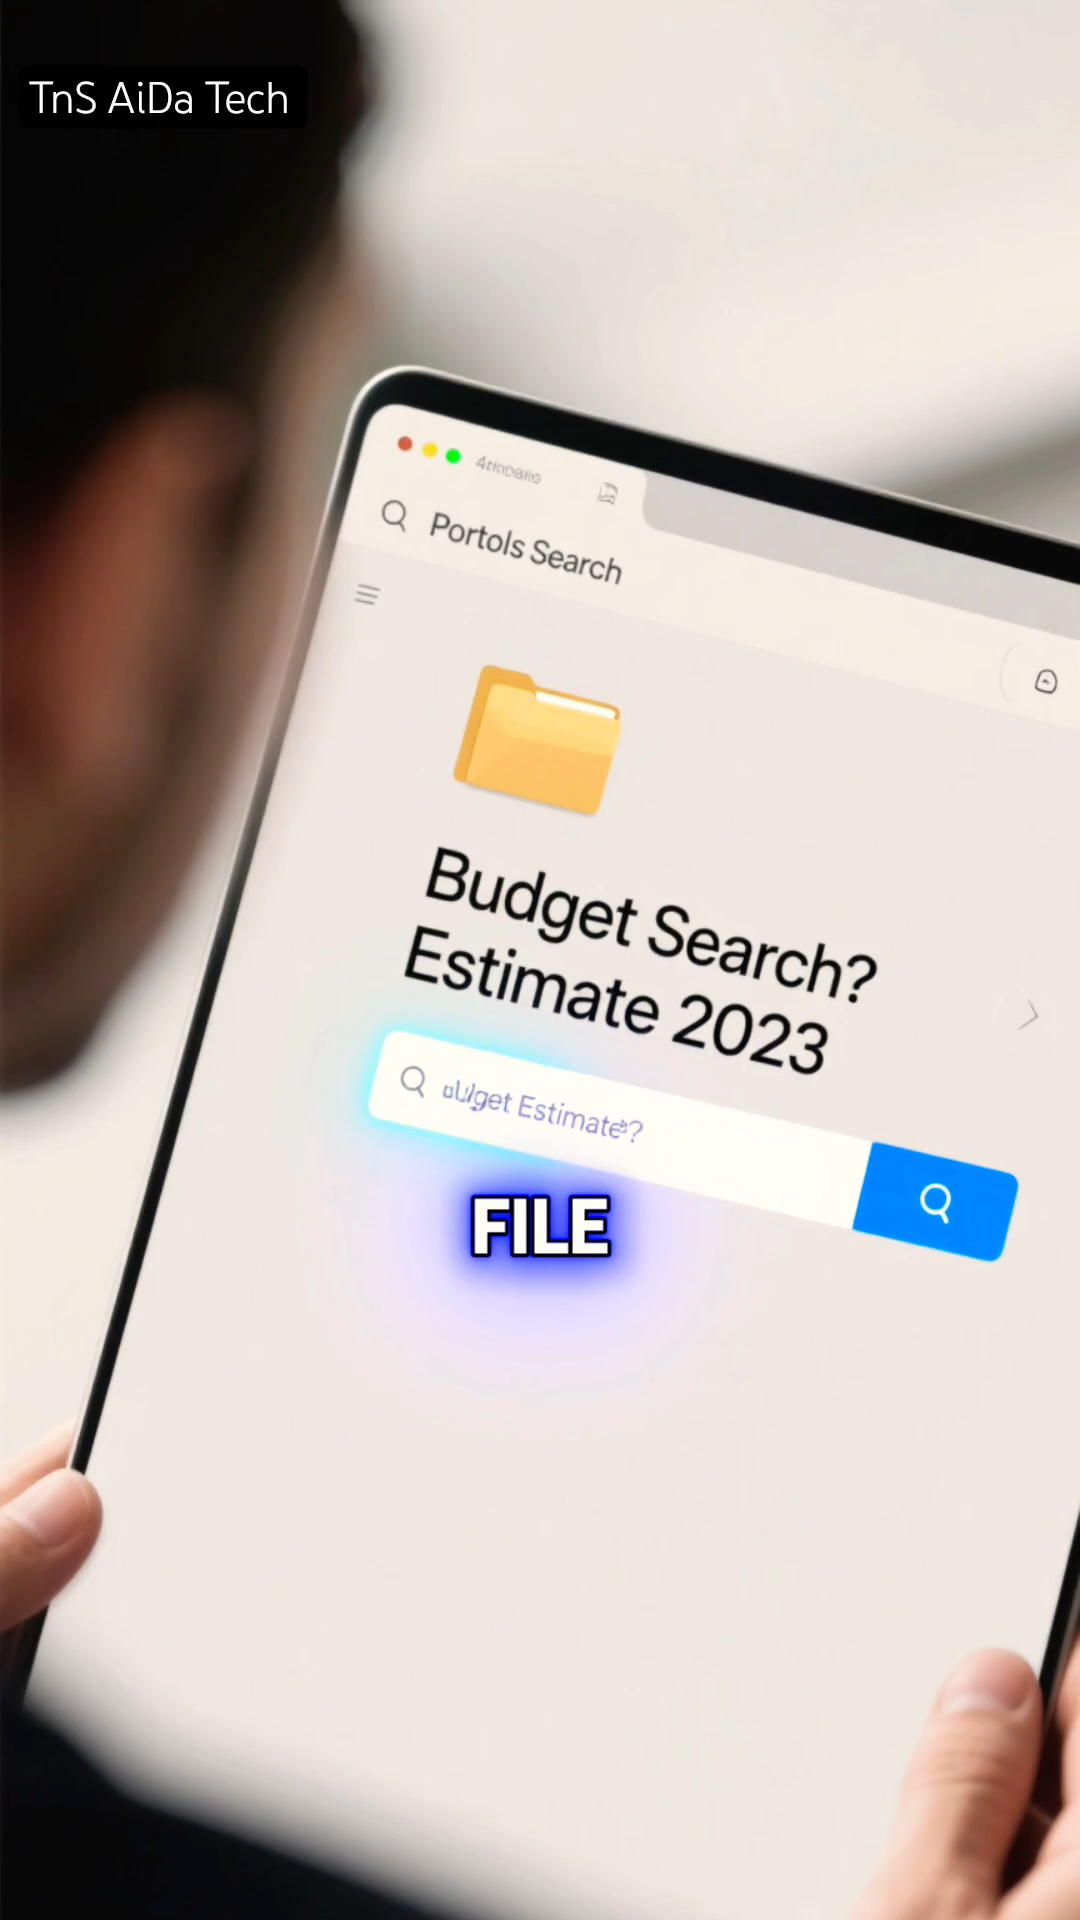 TnS AiDa Tech
Portols Search
Budget Search?
Estimate 2023
Estimate
FILE